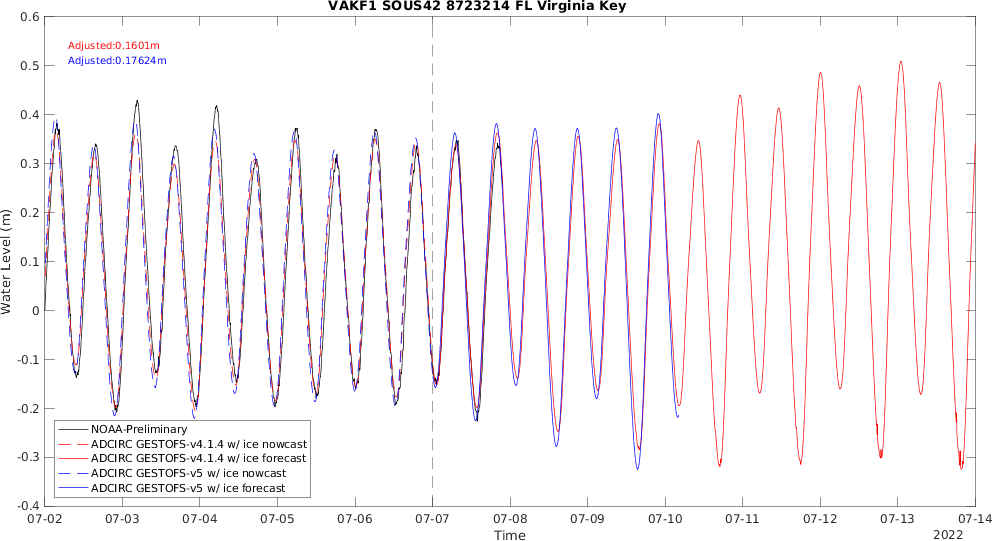 VAKF1 SOUS42 8723214 FL Virginia Key
Adjusted:0.1601m
Adjusted:0.17624m
0.6
0.5
0.4
0.3
0.2
0.1
0
-0.1
-0.2
-0.3
-0.4
Water Level (m)
NOAA-Preliminary
ADCIRC GESTOFS-v4.1.4 w/ ice nowcast
ADCIRC GESTOFS-v4.1.4 w/ ice forecast
ADCIRC GESTOFS-v5 w/ ice nowcast
ADCIRC GESTOFS-v5 w/ ice forecast
07-02 07-03 07-04 07-05 07-06 07-07 07-08 07-09 07-10 07-11 07-12 07-13 07-14
Time
2022